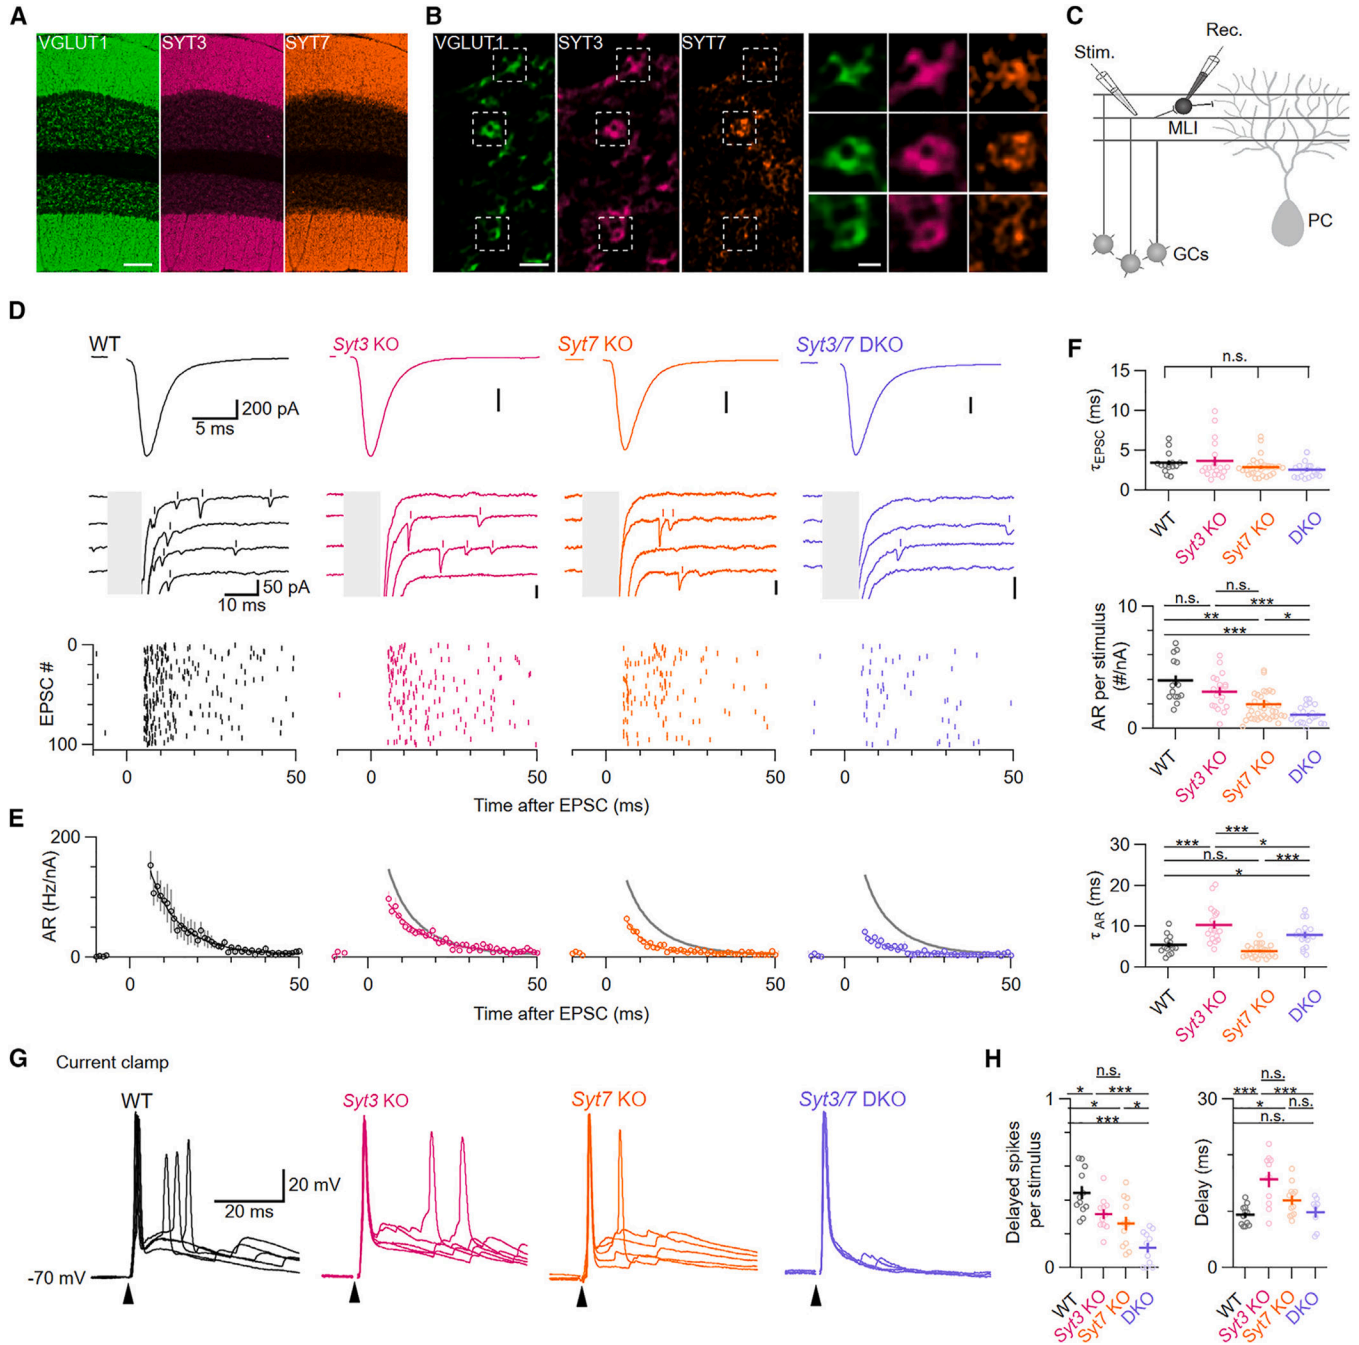 A
VGLUT1 SYT3 SYT7
B
VGLUT1 SYT3 SYT7
C
Stim.
Rec.
MLI
PC
GCs
D
WT
Syt3 KO
Syt7 KO
Syt3/7 DKO
200 pA
5 ms
50 pA
10 ms
EPSC #
0
100
0 50 0 50 0 50 0 50
Time after EPSC (ms)
E
AR (Hz/nA)
200
0
0 50 0 50 0 50 0 50
Time after EPSC (ms)
F
n.s.
τEPSC (ms)
15
10
5
0
WT Syt3 KO Syt7 KO DKO
n.s.
n.s. ***
** *
***
AR per stimulus
(#/nA)
10
0
WT Syt3 KO Syt7 KO DKO
***
*** *
n.s. ***
*
τAR (ms)
30
20
10
0
WT Syt3 KO Syt7 KO DKO
G
Current clamp
WT
Syt3 KO
Syt7 KO
Syt3/7 DKO
20 mV
20 ms
-70 mV
H
n.s.
* ***
* *
***
Delayed spikes
per stimulus
1
0
WT Syt3 KO Syt7 KO DKO
n.s.
*** ***
* n.s.
n.s.
Delay (ms)
30
0
WT Syt3 KO Syt7 KO DKO